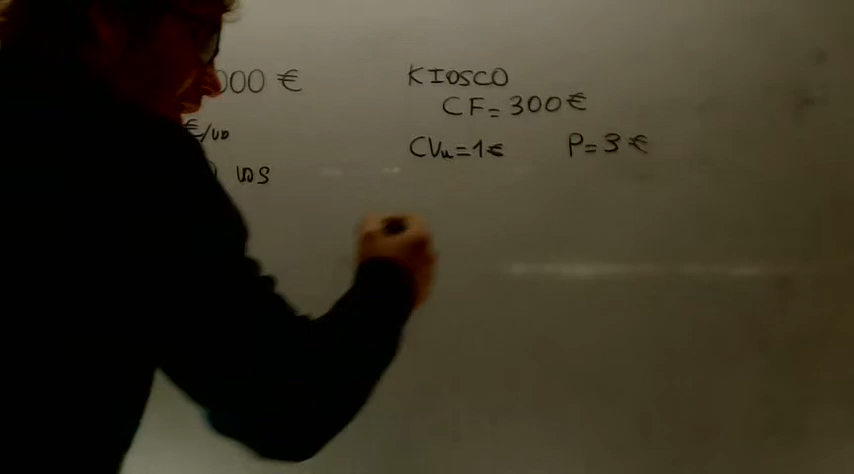 000 €
€/UD
UDS
KIOSCO
CF= 300€
CVu=1€ P=3€